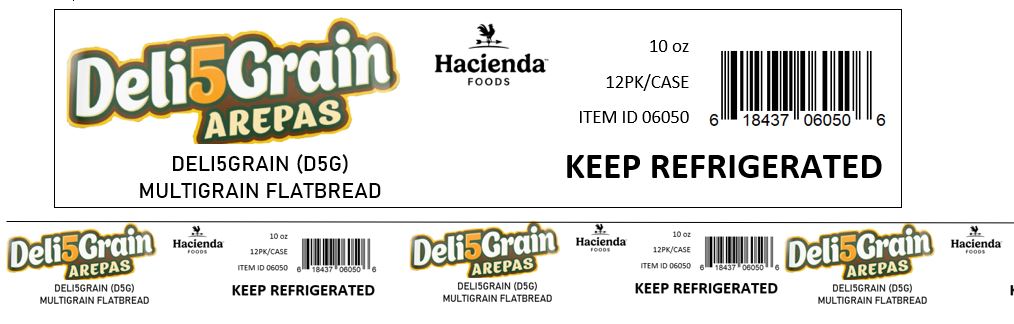 Deli5Grain
AREPAS
DELI5GRAIN (D5G)
MULTIGRAIN FLATBREAD
Hacienda
FOODS
10 oz
12PK/CASE
ITEM ID 06050
6 18437 06050 6
KEEP REFRIGERATED
Deli5Grain
AREPAS
DELI5GRAIN (D5G)
MULTIGRAIN FLATBREAD
Hacienda
FOODS
10 oz
12PK/CASE
ITEM ID 06050
6 18437 06050 6
KEEP REFRIGERATED
Deli5Grain
AREPAS
DELI5GRAIN (D5G)
MULTIGRAIN FLATBREAD
Hacienda
FOODS
10 oz
12PK/CASE
ITEM ID 06050
6 18437 06050 6
KEEP REFRIGERATED
Deli5Grain
AREPAS
DELI5GRAIN (D5G)
MULTIGRAIN FLATBREAD
Hacienda
FOODS